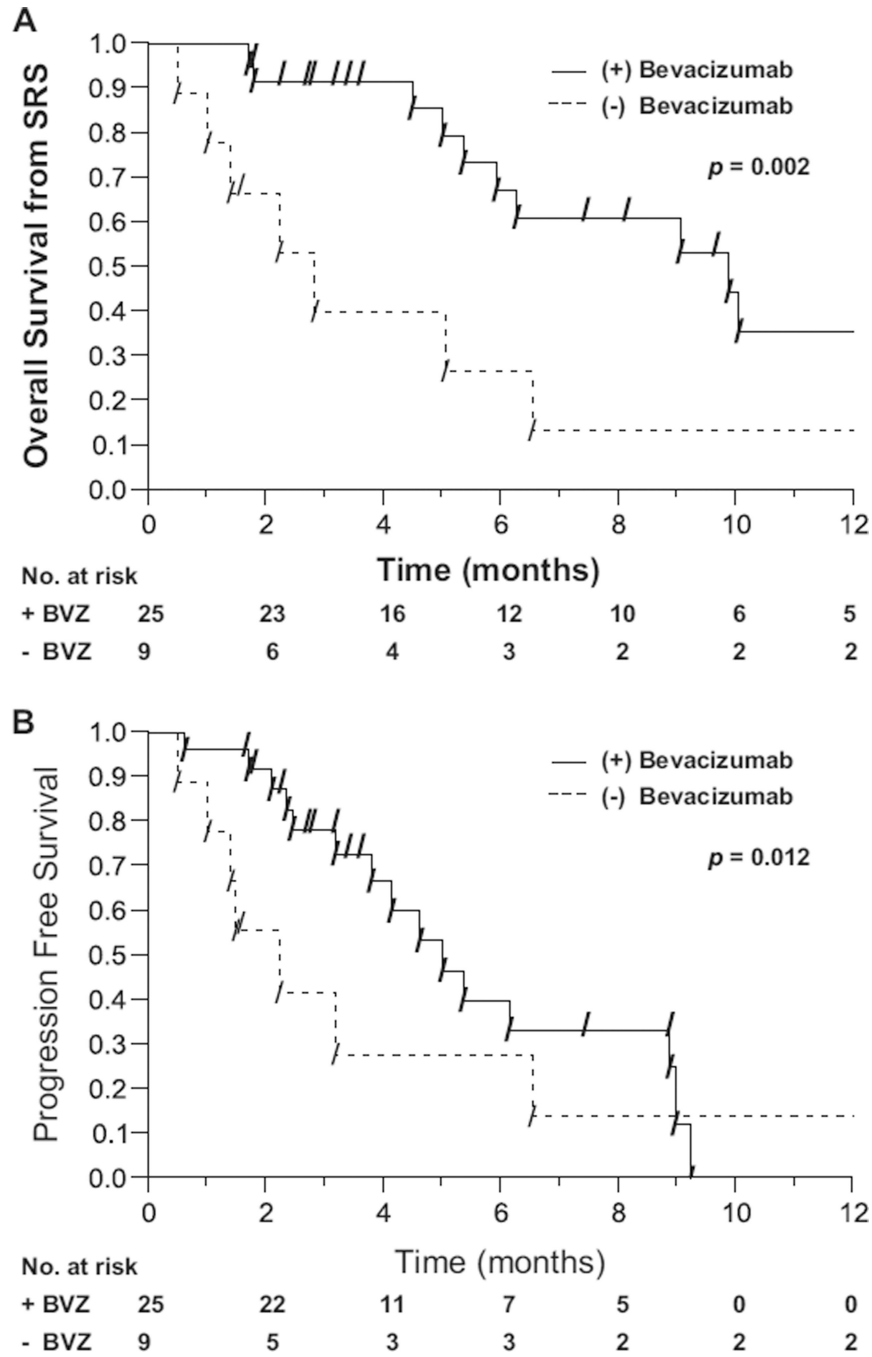 A
Overall Survival from SRS
1.0
0.9
0.8
0.7
0.6
0.5
0.4
0.3
0.2
0.1
0.0
(+) Bevacizumab
(-) Bevacizumab
p = 0.002
0 2 4 6 8 10 12
Time (months)
No. at risk
+ BVZ 25 23 16 12 10 6 5
- BVZ 9 6 4 3 2 2 2
B
Progression Free Survival
1.0
0.9
0.8
0.7
0.6
0.5
0.4
0.3
0.2
0.1
0.0
(+) Bevacizumab
(-) Bevacizumab
p = 0.012
0 2 4 6 8 10 12
Time (months)
No. at risk
+ BVZ 25 22 11 7 5 0 0
- BVZ 9 5 3 3 2 2 2